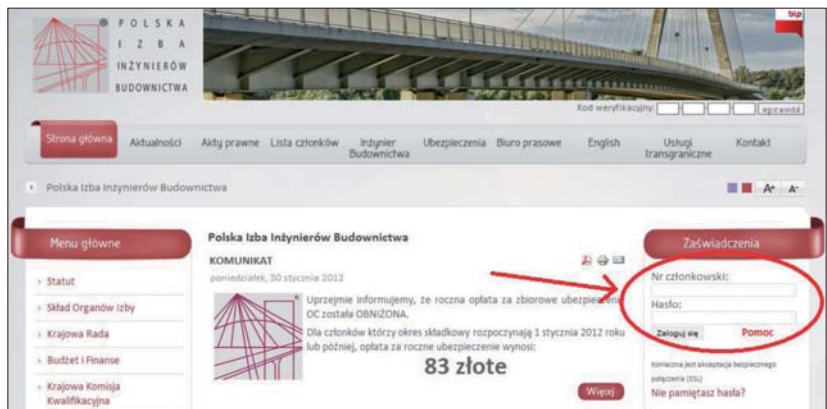 POLSKA
IZBA
INŻYNIERÓW
BUDOWNICTWA
bip
Kod weryfikacyjny: - - - sprawdź
Strona główna Aktualności Akty prawne Lista członków Inżynier Budownictwa Ubezpieczenia Biuro prasowe English Usługi transgraniczne Kontakt
Polska Izba Inżynierów Budownictwa
A+ A-
Menu główne
Statut
Skład Organów Izby
Krajowa Rada
Budżet i Finanse
Krajowa Komisja
Kwalifikacyjna
Polska Izba Inżynierów Budownictwa
KOMUNIKAT
poniedziałek, 30 stycznia 2012
Uprzejmie informujemy, że roczna opłata za zbiorowe ubezpieczenie
OC została OBNIŻONA.
Dla członków którzy okres składkowy rozpoczynają 1 stycznia 2012 roku
lub później, opłata za roczne ubezpieczenie wynosi:
83 złote
Więcej
Zaświadczenia
Nr członkowski:
Hasło:
Zaloguj się Pomoc
Konieczna jest akceptacja bezpiecznego
połączenia (SSL)
Nie pamiętasz hasła?